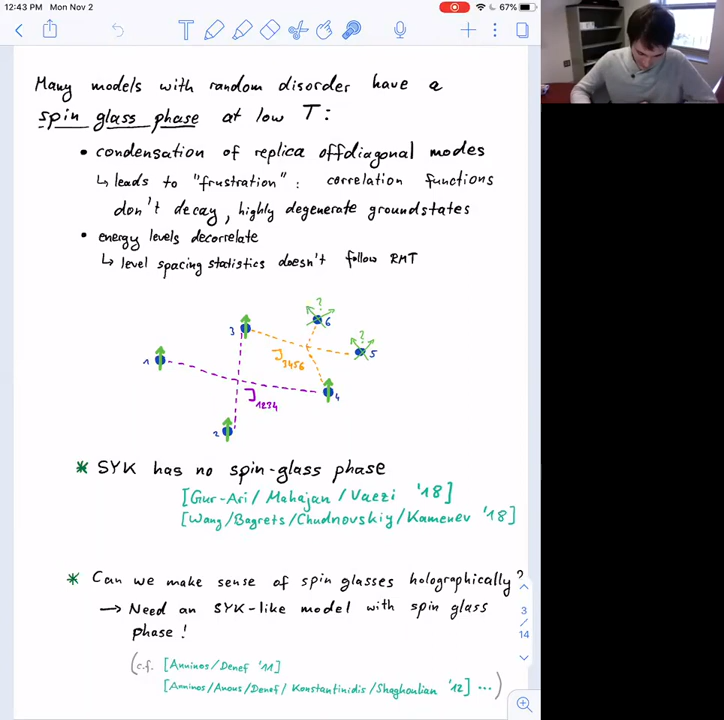 12:43 PM Mon Nov 2
67%
Many models with random disorder have a
spin glass phase at low T:
• condensation of replica offdiagonal modes
↳ leads to "frustration": correlation functions
don't decay, highly degenerate groundstates
• energy levels decorrelate
↳ level spacing statistics doesn't follow RMT
? 6
3 ? 5
J3456
1
J1234 4
2
* SYK has no spin-glass phase
[Gur-Ari/Mahajan/Vaezi '18]
[Wang/Bagrets/Chudnovskiy/Kamenev '18]
* Can we make sense of spin glasses holographically?
→ Need an SYK-like model with spin glass
phase!
(c.f. [Anninos/Denef '11]
[Anninos/Anous/Denef/Konstantinidis/Shaghoulian '12] ...)
3
/
14